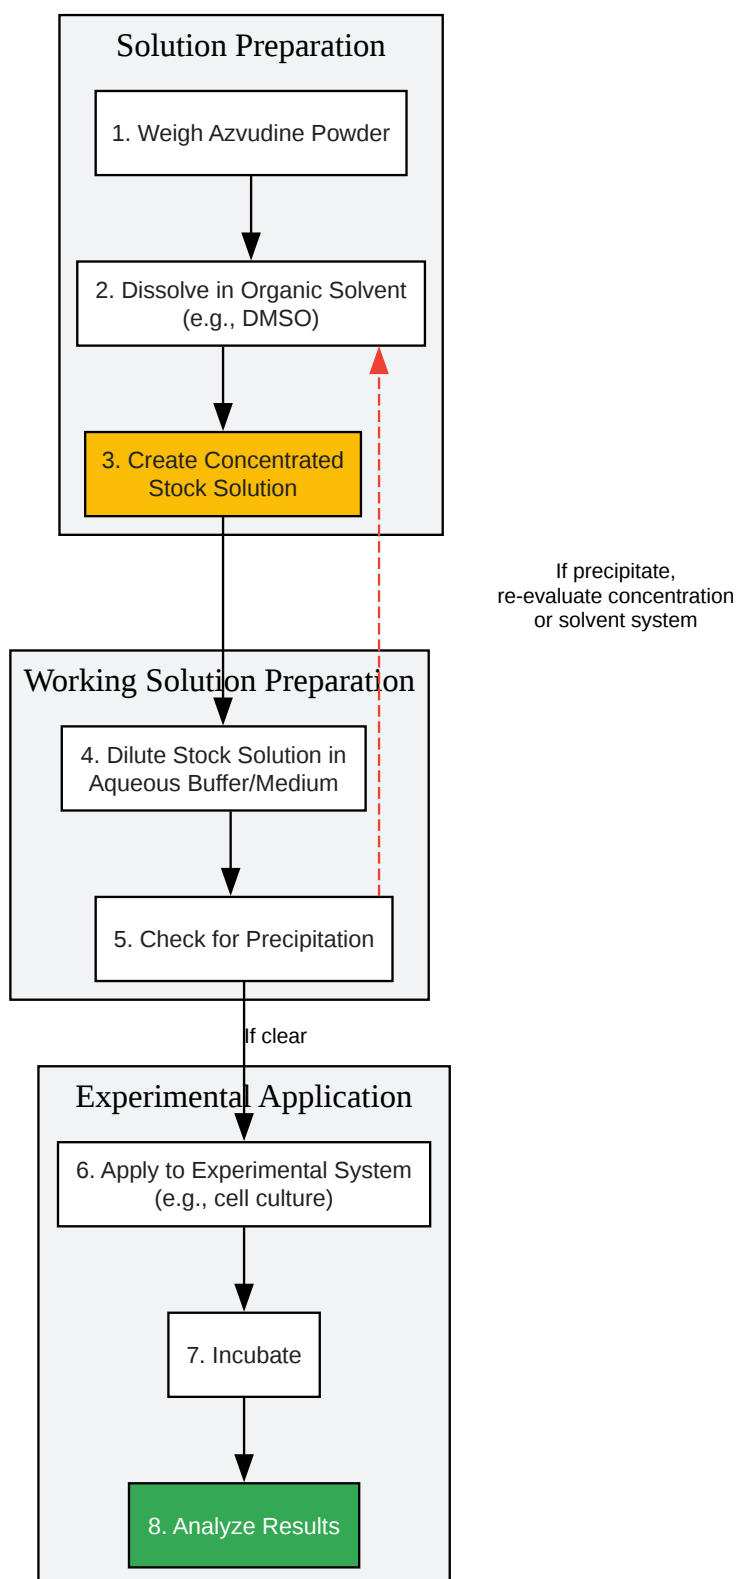 Solution Preparation
1. Weigh Azvudine Powder
2. Dissolve in Organic Solvent
(e.g., DMSO)
3. Create Concentrated
Stock Solution
If precipitate,
re-evaluate concentration
or solvent system
Working Solution Preparation
4. Dilute Stock Solution in
Aqueous Buffer/Medium
5. Check for Precipitation
If clear
Experimental Application
6. Apply to Experimental System
(e.g., cell culture)
7. Incubate
8. Analyze Results